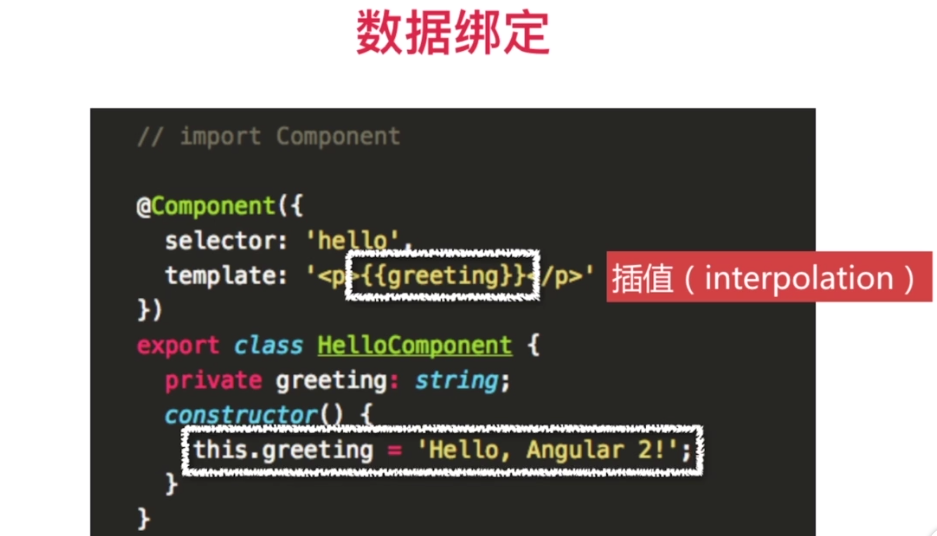 数据绑定
// import Component
@Component({
selector: 'hello',
template: '<p>{{greeting}}</p>'
插值（interpolation）
})
export class HelloComponent {
private greeting: string;
constructor() {
this.greeting = 'Hello, Angular 2!';
}
}